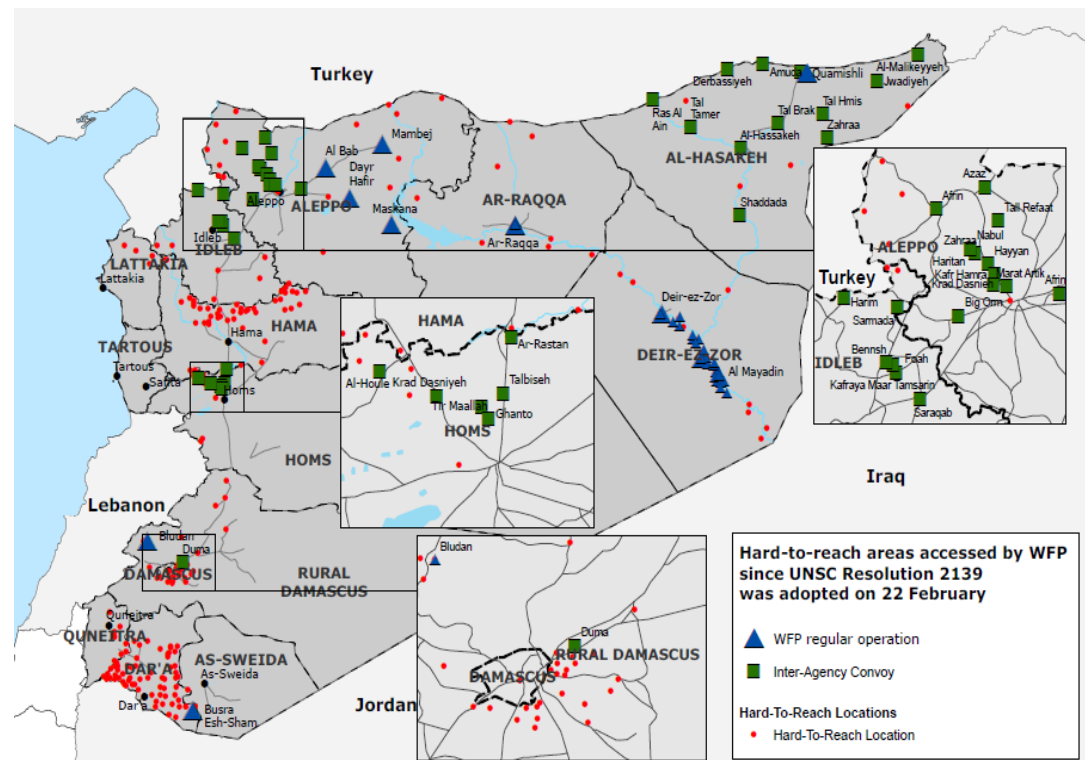 Turkey
Al-Malikeyyeh
Amuda
Quamishli
Derbassiyeh
Jwadiyeh
Ras Al
Ain
Tal
Tamer
Tal Brak
Tal Hmis
Al-Hassakeh
Zahraa
AL-HASAKEH
Shaddada
Mambej
Al Bab
Dayr
Hafir
Maskana
Aleppo
ALEPPO
AR-RAQQA
Ar-Raqqa
Idleb
IDLEB
LATTAKIA
Lattakia
HAMA
Hama
TARTOUS
Tartous
Safita
Homs
HOMS
Deir-ez-Zor
DEIR-EZ-ZOR
Al Mayadin
Azaz
Afrin
Tall Refaat
ALEPPO
Zahraa
Nabul
Hayyan
Haritan
Turkey
Kafr Hamra
Marat Artik
Krad Dasnieh
Afrin
Harim
Big Orm
Sarmada
Bennsh
Foah
IDLEB
Kafraya
Maar Tamsarin
Saraqab
HAMA
Ar-Rastan
Al-Houle
Krad Dasniyeh
Talbiseh
Tir Maallah
Ghanto
HOMS
Iraq
Lebanon
Bludan
Duma
DAMASCUS
RURAL
DAMASCUS
Quneitra
QUNEITRA
DAR'A
AS-SWEIDA
As-Sweida
Dar'a
Busra
Esh-Sham
Jordan
Bludan
Duma
RURAL DAMASCUS
DAMASCUS
Hard-to-reach areas accessed by WFP
since UNSC Resolution 2139
was adopted on 22 February
WFP regular operation
Inter-Agency Convoy
Hard-To-Reach Locations
Hard-To-Reach Location